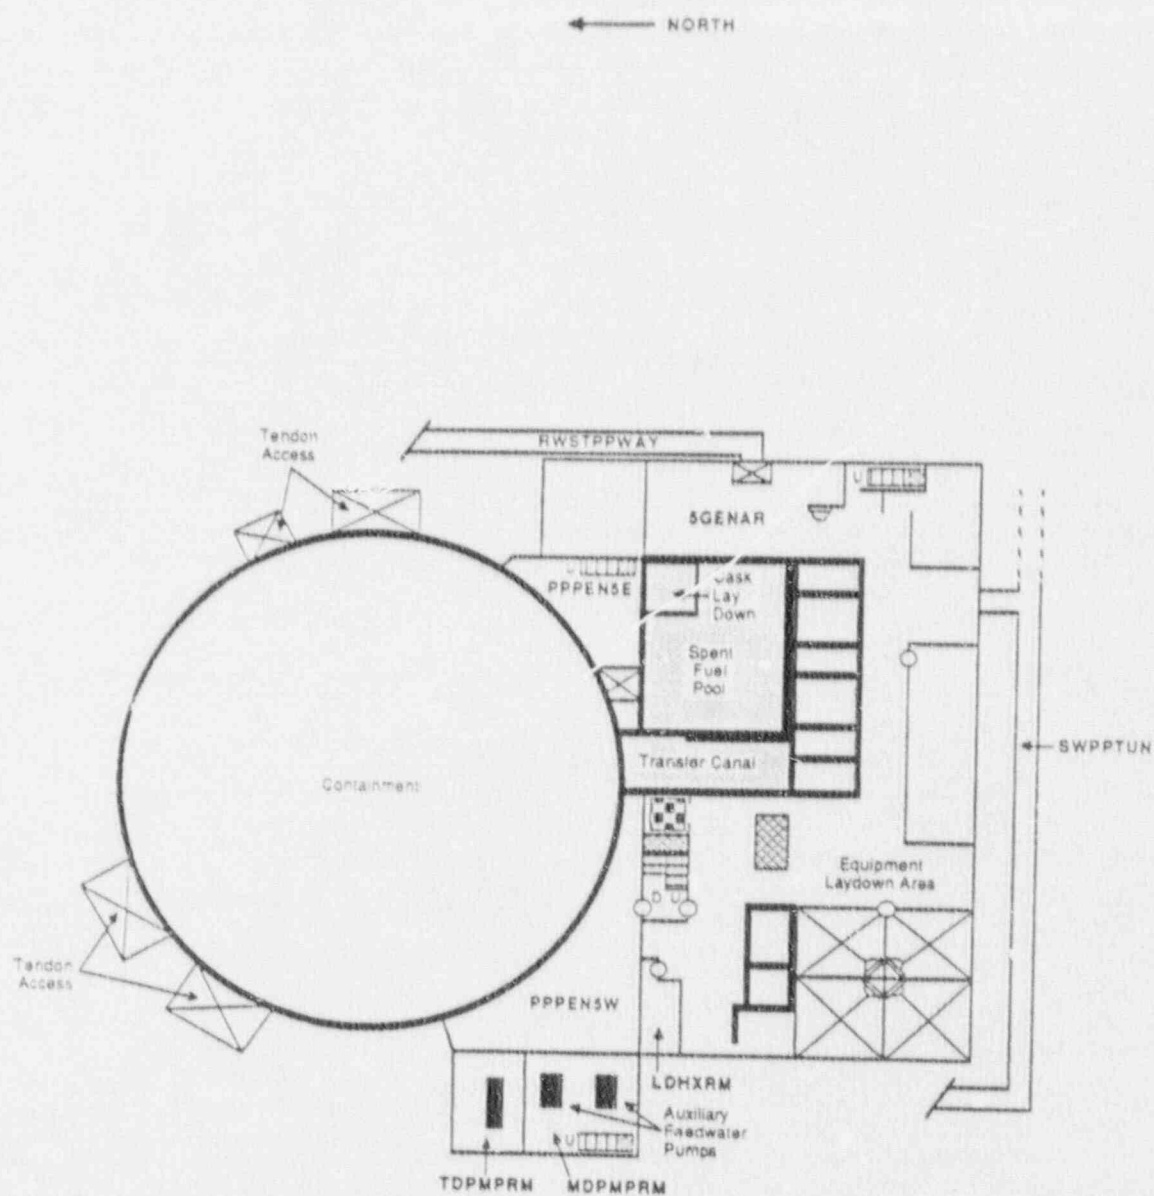 NORTH
Tendon
Access
RWSTPPWAY
U
5GENAR
U
PPPEN5E
Cask
Lay
Down
Spent
Fuel
Pool
SWPPTUN
Transfer Canal
Containment
Equipment
Laydown Area
D U
Tendon
Access
PPPEN5W
LDHXRM
Auxiliary
Feedwater
Pumps
U
TDPMPRM
MDPMPRM